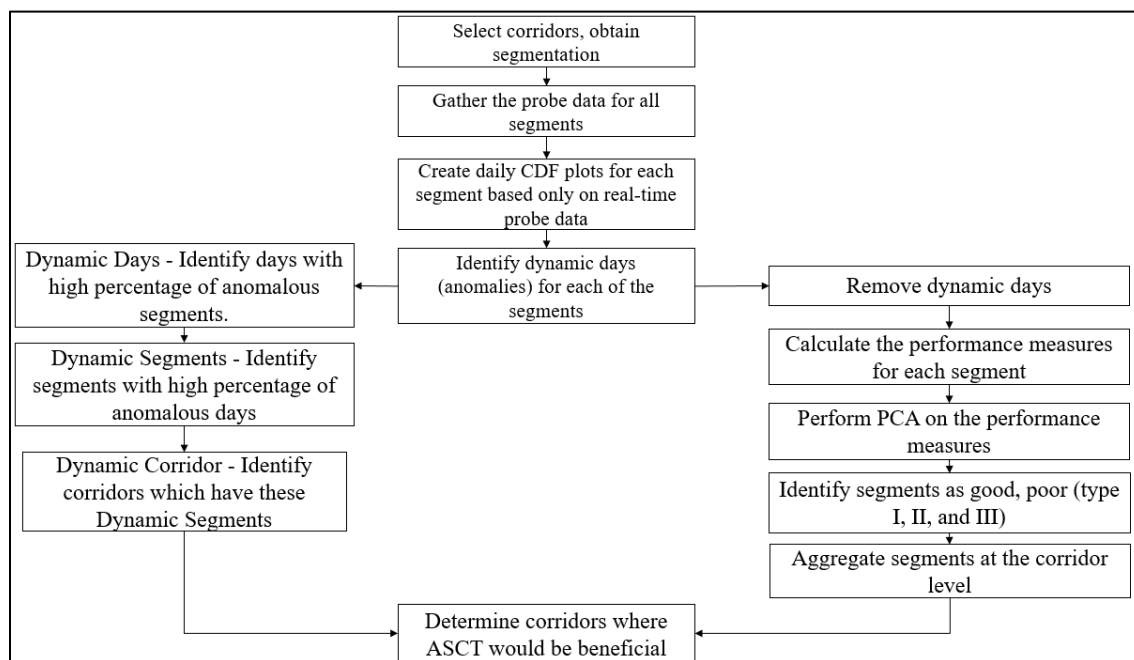 Select corridors, obtain
segmentation
Gather the probe data for all
segments
Create daily CDF plots for each
segment based only on real-time
probe data
Identify dynamic days
(anomalies) for each of the
segments
Dynamic Days - Identify days with
high percentage of anomalous
segments.
Dynamic Segments - Identify
segments with high percentage of
anomalous days
Dynamic Corridor - Identify
corridors which have these
Dynamic Segments
Remove dynamic days
Calculate the performance measures
for each segment
Perform PCA on the performance
measures
Identify segments as good, poor (type
I, II, and III)
Aggregate segments at the corridor
level
Determine corridors where
ASCT would be beneficial